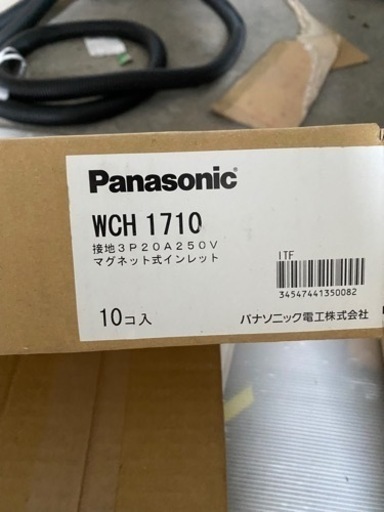 Panasonic
WCH 1710
接地3P20A250V
マグネット式インレット
ITF
34547441350082
10コ入
パナソニック電工株式会社